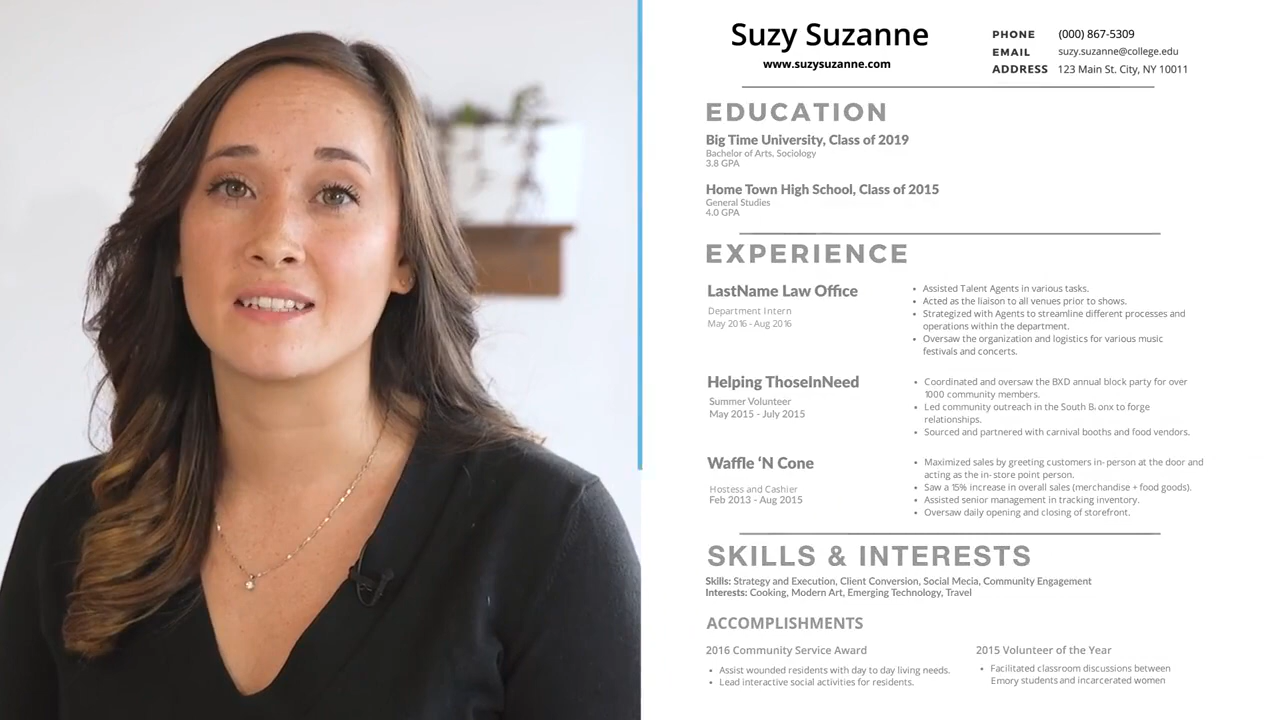 Suzy Suzanne
www.suzysuzanne.com
PHONE (000) 867-5309
EMAIL suzy.suzanne@college.edu
ADDRESS 123 Main St. City, NY 10011
EDUCATION
Big Time University, Class of 2019
Bachelor of Arts, Sociology
3.8 GPA
Home Town High School, Class of 2015
General Studies
4.0 GPA
EXPERIENCE
LastName Law Office
Department Intern
May 2016 - Aug 2016
• Assisted Talent Agents in various tasks.
• Acted as the liaison to all venues prior to shows.
• Strategized with Agents to streamline different processes and
operations within the department.
• Oversaw the organization and logistics for various music
festivals and concerts.
Helping ThoseInNeed
Summer Volunteer
May 2015 - July 2015
• Coordinated and oversaw the BXD annual block party for over
1000 community members.
• Led community outreach in the South Bronx to forge
relationships.
• Sourced and partnered with carnival booths and food vendors.
Waffle ‘N Cone
Hostess and Cashier
Feb 2013 - Aug 2015
• Maximized sales by greeting customers in-person at the door and
acting as the in-store point person.
• Saw a 15% increase in overall sales (merchandise + food goods).
• Assisted senior management in tracking inventory.
• Oversaw daily opening and closing of storefront.
SKILLS & INTERESTS
Skills: Strategy and Execution, Client Conversion, Social Media, Community Engagement
Interests: Cooking, Modern Art, Emerging Technology, Travel
ACCOMPLISHMENTS
2016 Community Service Award
• Assist wounded residents with day to day living needs.
• Lead interactive social activities for residents.
2015 Volunteer of the Year
• Facilitated classroom discussions between
Emory students and incarcerated women